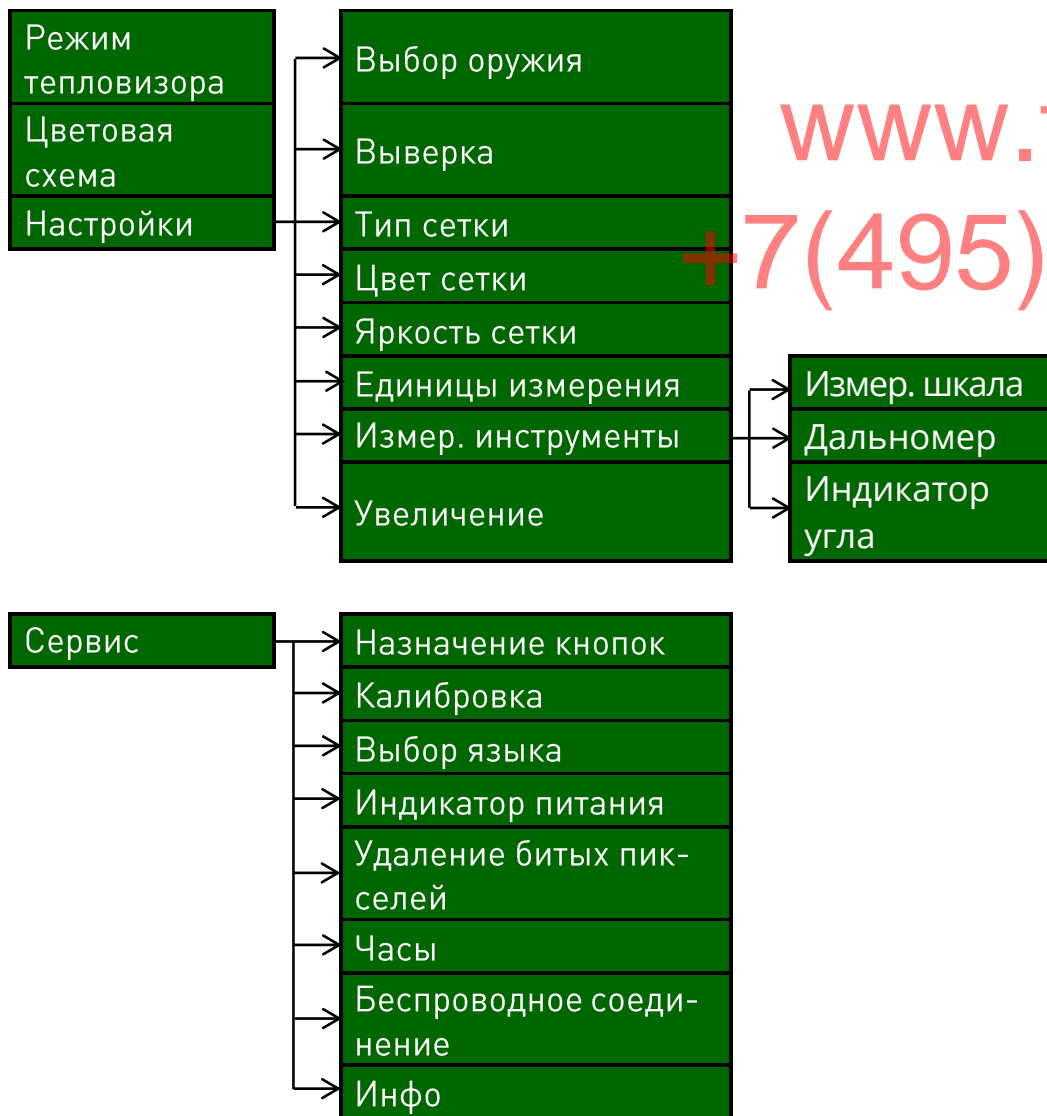 Режим
тепловизора
Цветовая
схема
Настройки
Выбор оружия
Выверка
Тип сетки
Цвет сетки
Яркость сетки
Единицы измерения
Измер. инструменты
Увеличение
Измер. шкала
Дальномер
Индикатор
угла
www.
+7(495)
Сервис
Назначение кнопок
Калибровка
Выбор языка
Индикатор питания
Удаление битых пик-
селей
Часы
Беспроводное соеди-
нение
Инфо